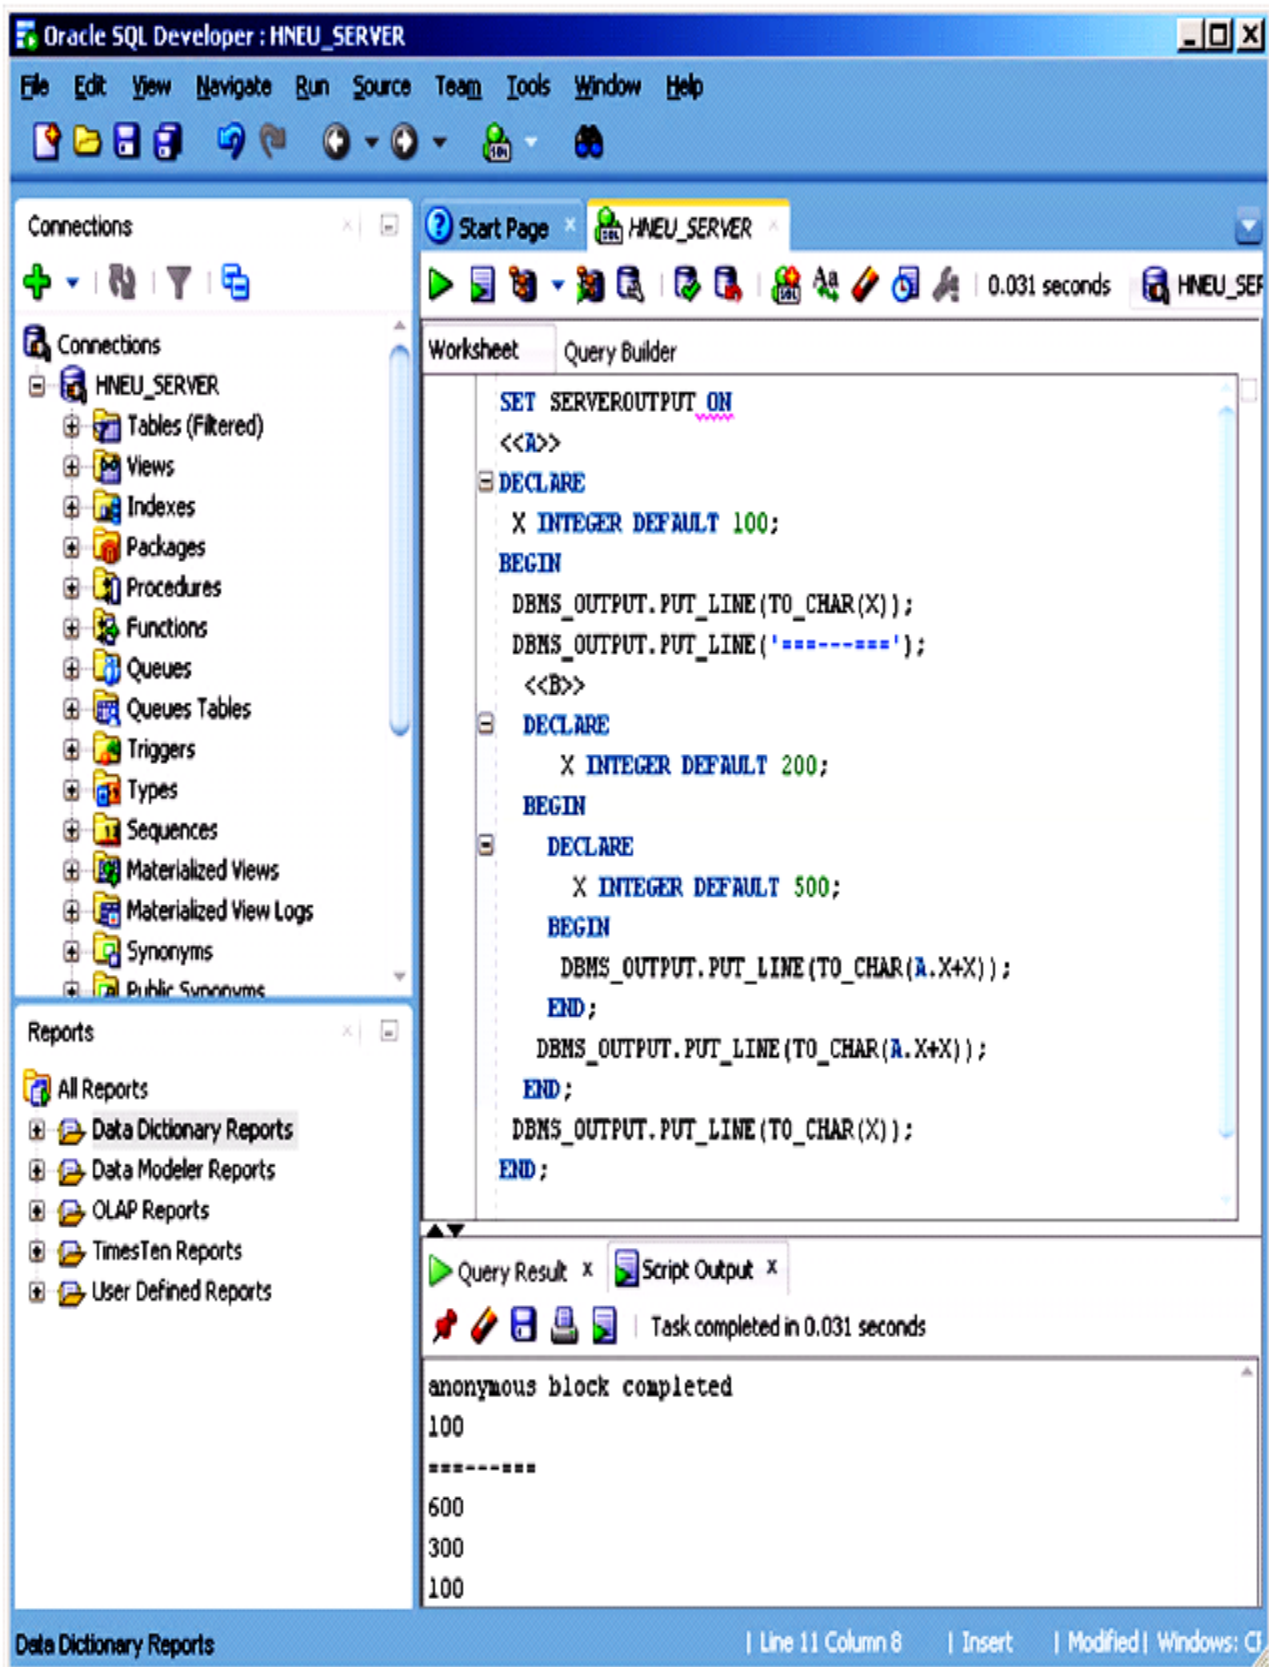 Oracle SQL Developer : HNEU_SERVER
File Edit View Navigate Run Source Team Tools Window Help
Connections
Connections
HNEU_SERVER
Tables (Filtered)
Views
Indexes
Packages
Procedures
Functions
Queues
Queues Tables
Triggers
Types
Sequences
Materialized Views
Materialized View Logs
Synonyms
Public Synonyms
Reports
All Reports
Data Dictionary Reports
Data Modeler Reports
OLAP Reports
TimesTen Reports
User Defined Reports
Start Page HNEU_SERVER
0.031 seconds HNEU_SER
Worksheet Query Builder
SET SERVEROUTPUT ON
<<A>>
DECLARE
X INTEGER DEFAULT 100;
BEGIN
DBMS_OUTPUT.PUT_LINE(TO_CHAR(X));
DBMS_OUTPUT.PUT_LINE('===---===');
<<B>>
DECLARE
X INTEGER DEFAULT 200;
BEGIN
DECLARE
X INTEGER DEFAULT 500;
BEGIN
DBMS_OUTPUT.PUT_LINE(TO_CHAR(A.X+X));
END;
DBMS_OUTPUT.PUT_LINE(TO_CHAR(A.X+X));
END;
DBMS_OUTPUT.PUT_LINE(TO_CHAR(X));
END;
Query Result x Script Output x
Task completed in 0.031 seconds
anonymous block completed
100
===---===
600
300
100
Data Dictionary Reports | Line 11 Column 8 | Insert | Modified | Windows: CF